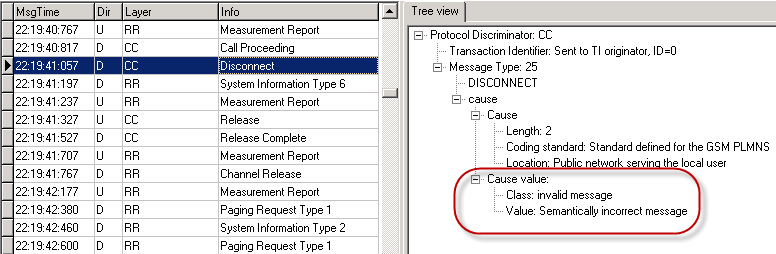 MsgTime Dir Layer Info
22:19:40:767 U RR Measurement Report
22:19:40:817 D CC Call Proceeding
22:19:41:057 D CC Disconnect
22:19:41:197 D RR System Information Type 6
22:19:41:237 U RR Measurement Report
22:19:41:327 U CC Release
22:19:41:527 D CC Release Complete
22:19:41:707 U RR Measurement Report
22:19:41:767 D RR Channel Release
22:19:42:177 U RR Measurement Report
22:19:42:380 D RR Paging Request Type 1
22:19:42:460 D RR System Information Type 2
22:19:42:600 D RR Paging Request Type 1
Tree view
Protocol Discriminator: CC
Transaction Identifier: Sent to TI originator, ID=0
Message Type: 25
DISCONNECT
cause
Cause
Length: 2
Coding standard: Standard defined for the GSM PLMNS
Location: Public network serving the local user
Cause value:
Class: invalid message
Value: Semantically incorrect message